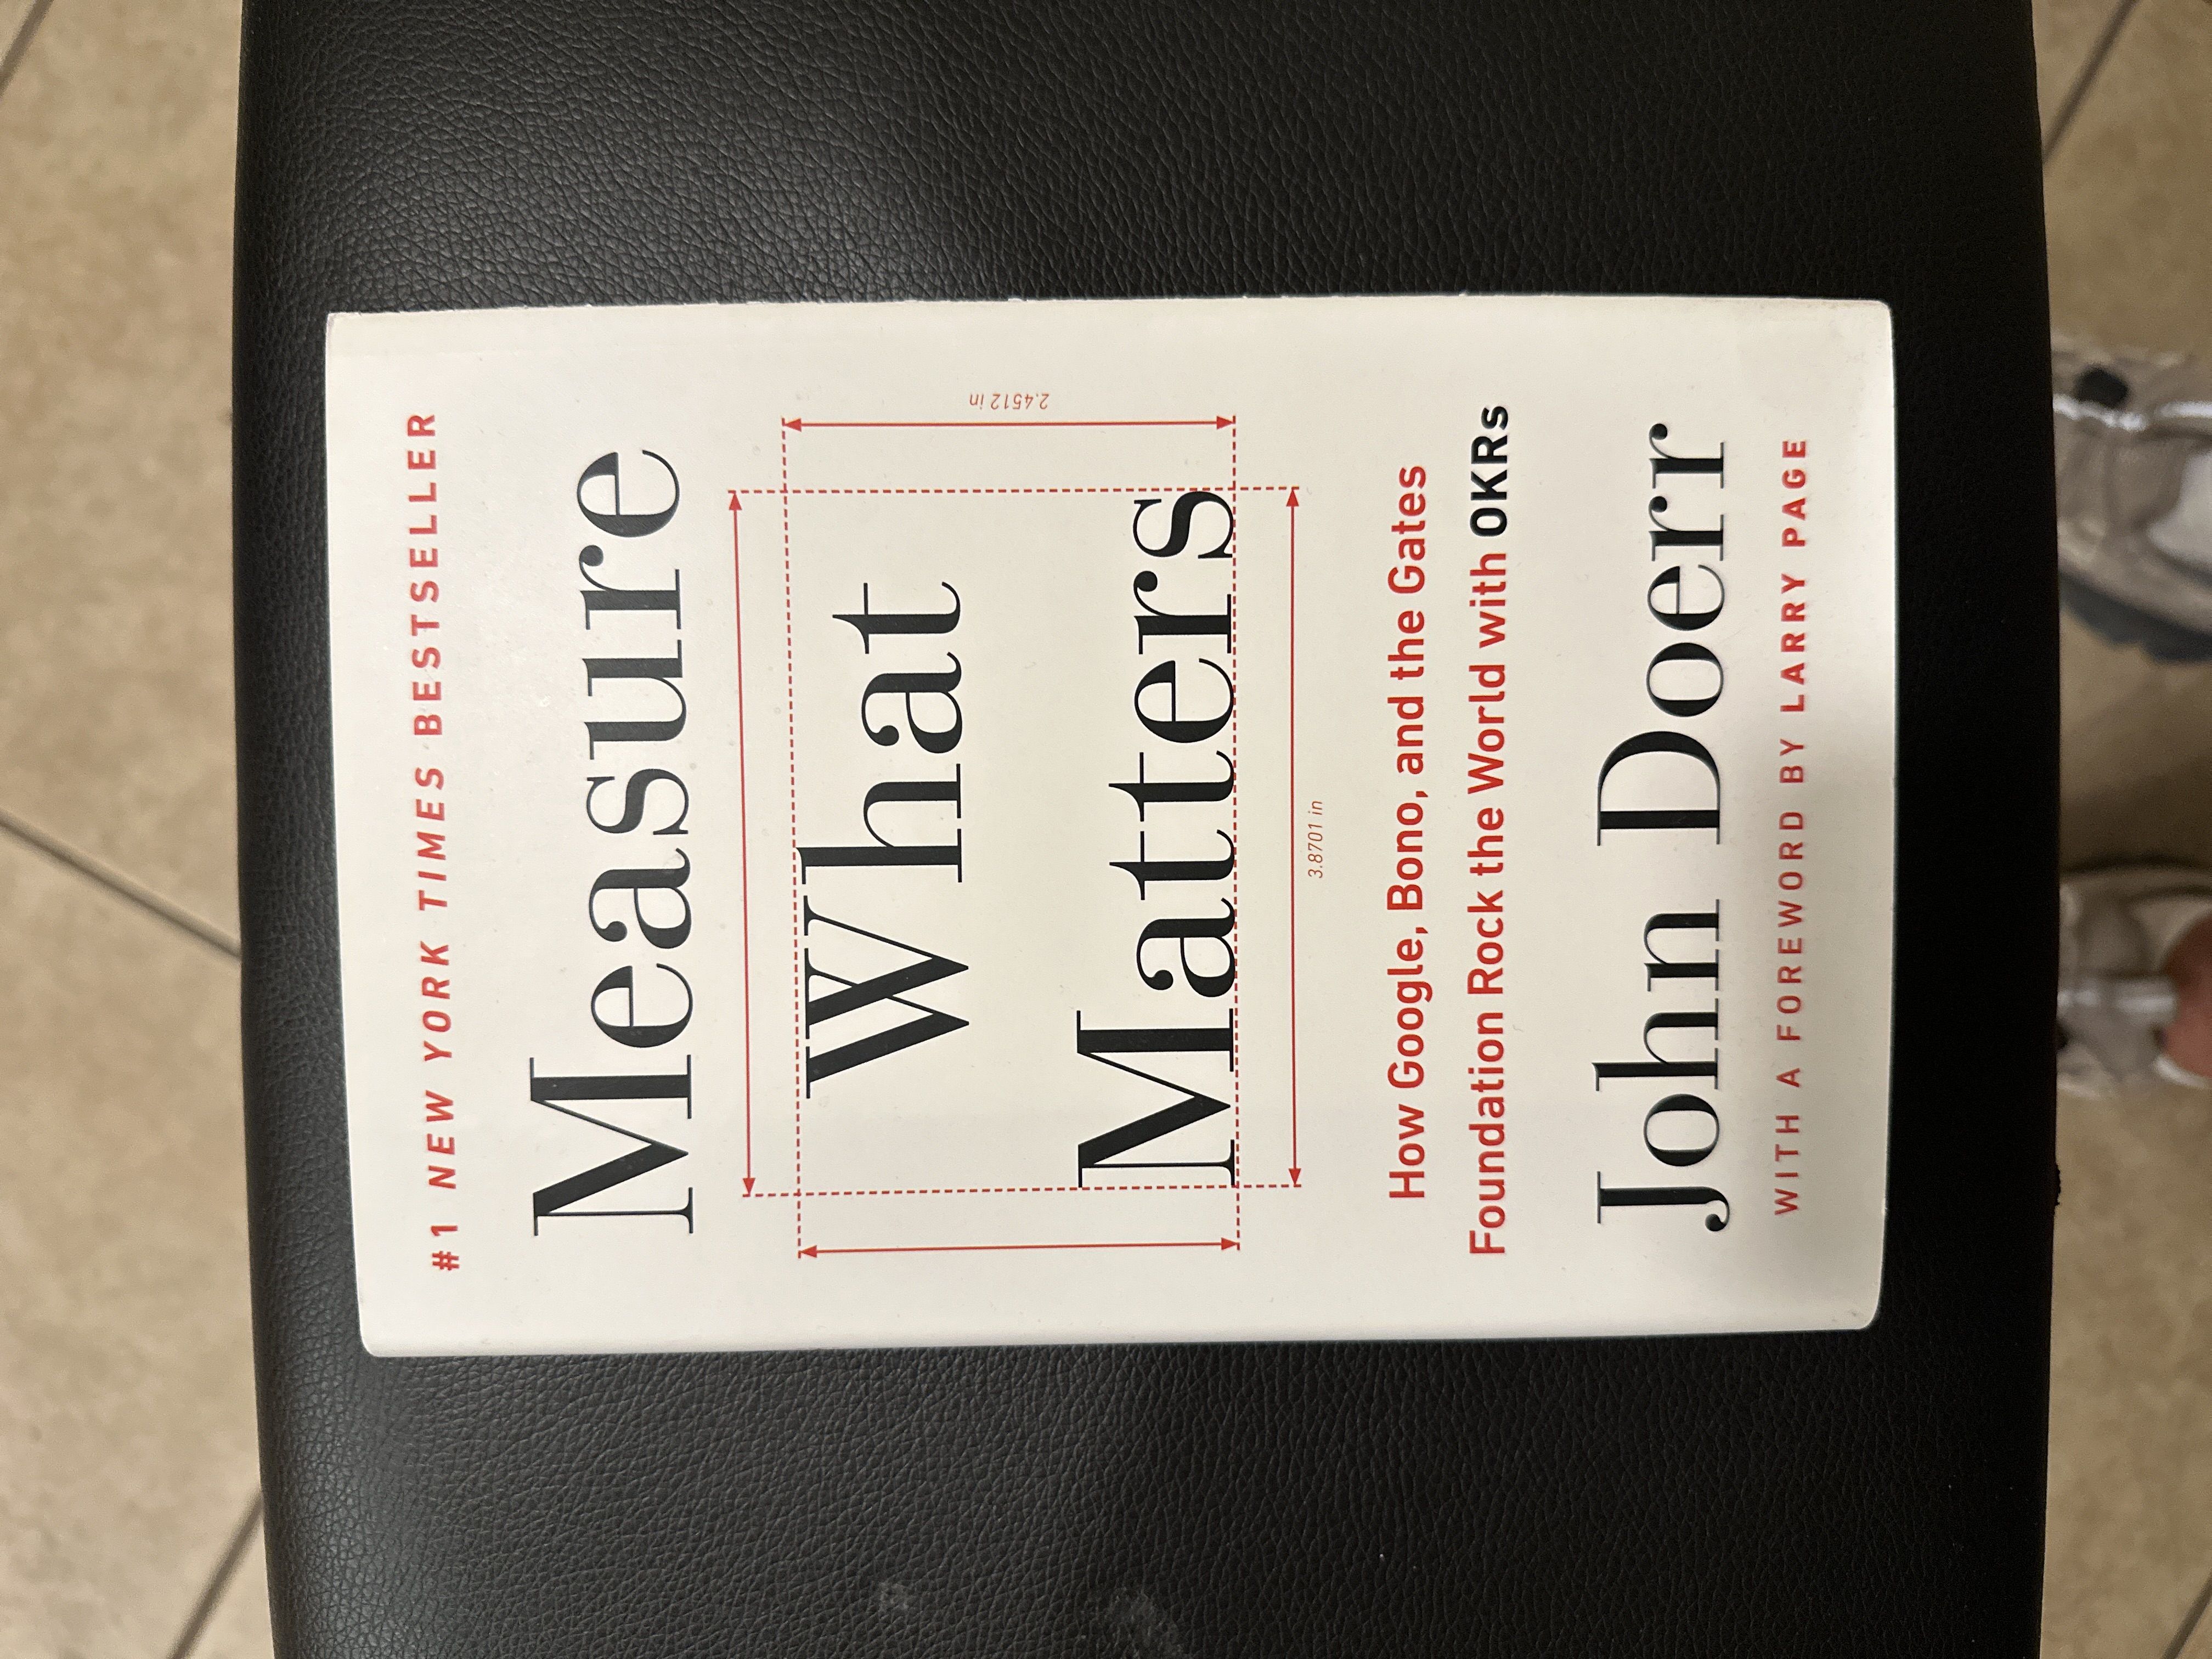 #1 NEW YORK TIMES BESTSELLER
Measure
What
2.4512 in
Matters
3.8701 in
How Google, Bono, and the Gates
Foundation Rock the World with OKRs
John Doerr
WITH A FOREWORD BY LARRY PAGE